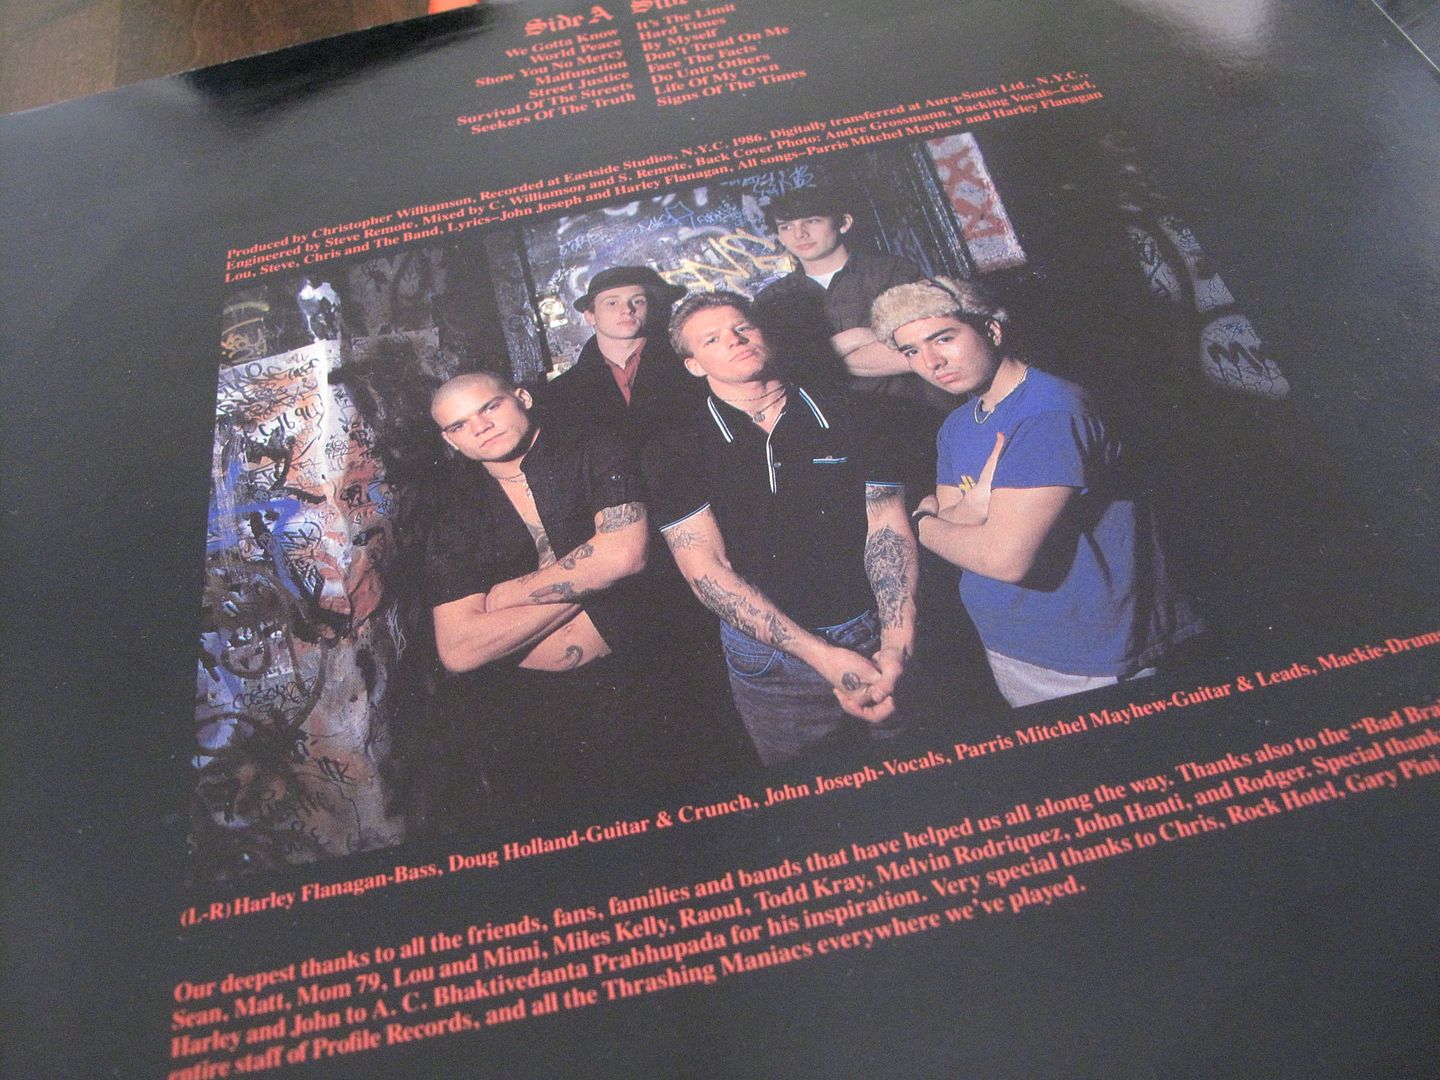 Side A
We Gotta Know
World Peace
Show You No Mercy
Malfunction
Street Justice
Survival Of The Streets
Seekers Of The Truth
Side
It's The Limit
Hard Times
By Myself
Don't Tread On Me
Face The Facts
Do Unto Others
Life Of My Own
Signs Of The Times
Produced by Christopher Williamson, Recorded at Eastside Studios, N.Y.C. 1986, Digitally transferred at Aura-Sonic Ltd., N.Y.C.,
Engineered by Steve Remote, Mixed by C. Williamson and S. Remote, Back Cover Photo: Andre Grossmann, Backing Vocals–Carl,
Lou, Steve, Chris and The Band, Lyrics–John Joseph and Harley Flanagan, All songs–Parris Mitchel Mayhew and Harley Flanagan
(L-R) Harley Flanagan-Bass, Doug Holland-Guitar & Crunch, John Joseph-Vocals, Parris Mitchel Mayhew-Guitar & Leads, Mackie-Drums
Our deepest thanks to all the friends, fans, families and bands that have helped us all along the way. Thanks also to the "Bad Brai
Sean, Matt, Mom 79, Lou and Mimi, Miles Kelly, Raoul, Todd Kray, Melvin Rodriquez, John Hanti, and Rodger. Special thank
Harley and John to A. C. Bhaktivedanta Prabhupada for his inspiration. Very special thanks to Chris, Rock Hotel, Gary Pini
entire staff of Profile Records, and all the Thrashing Maniacs everywhere we've played.